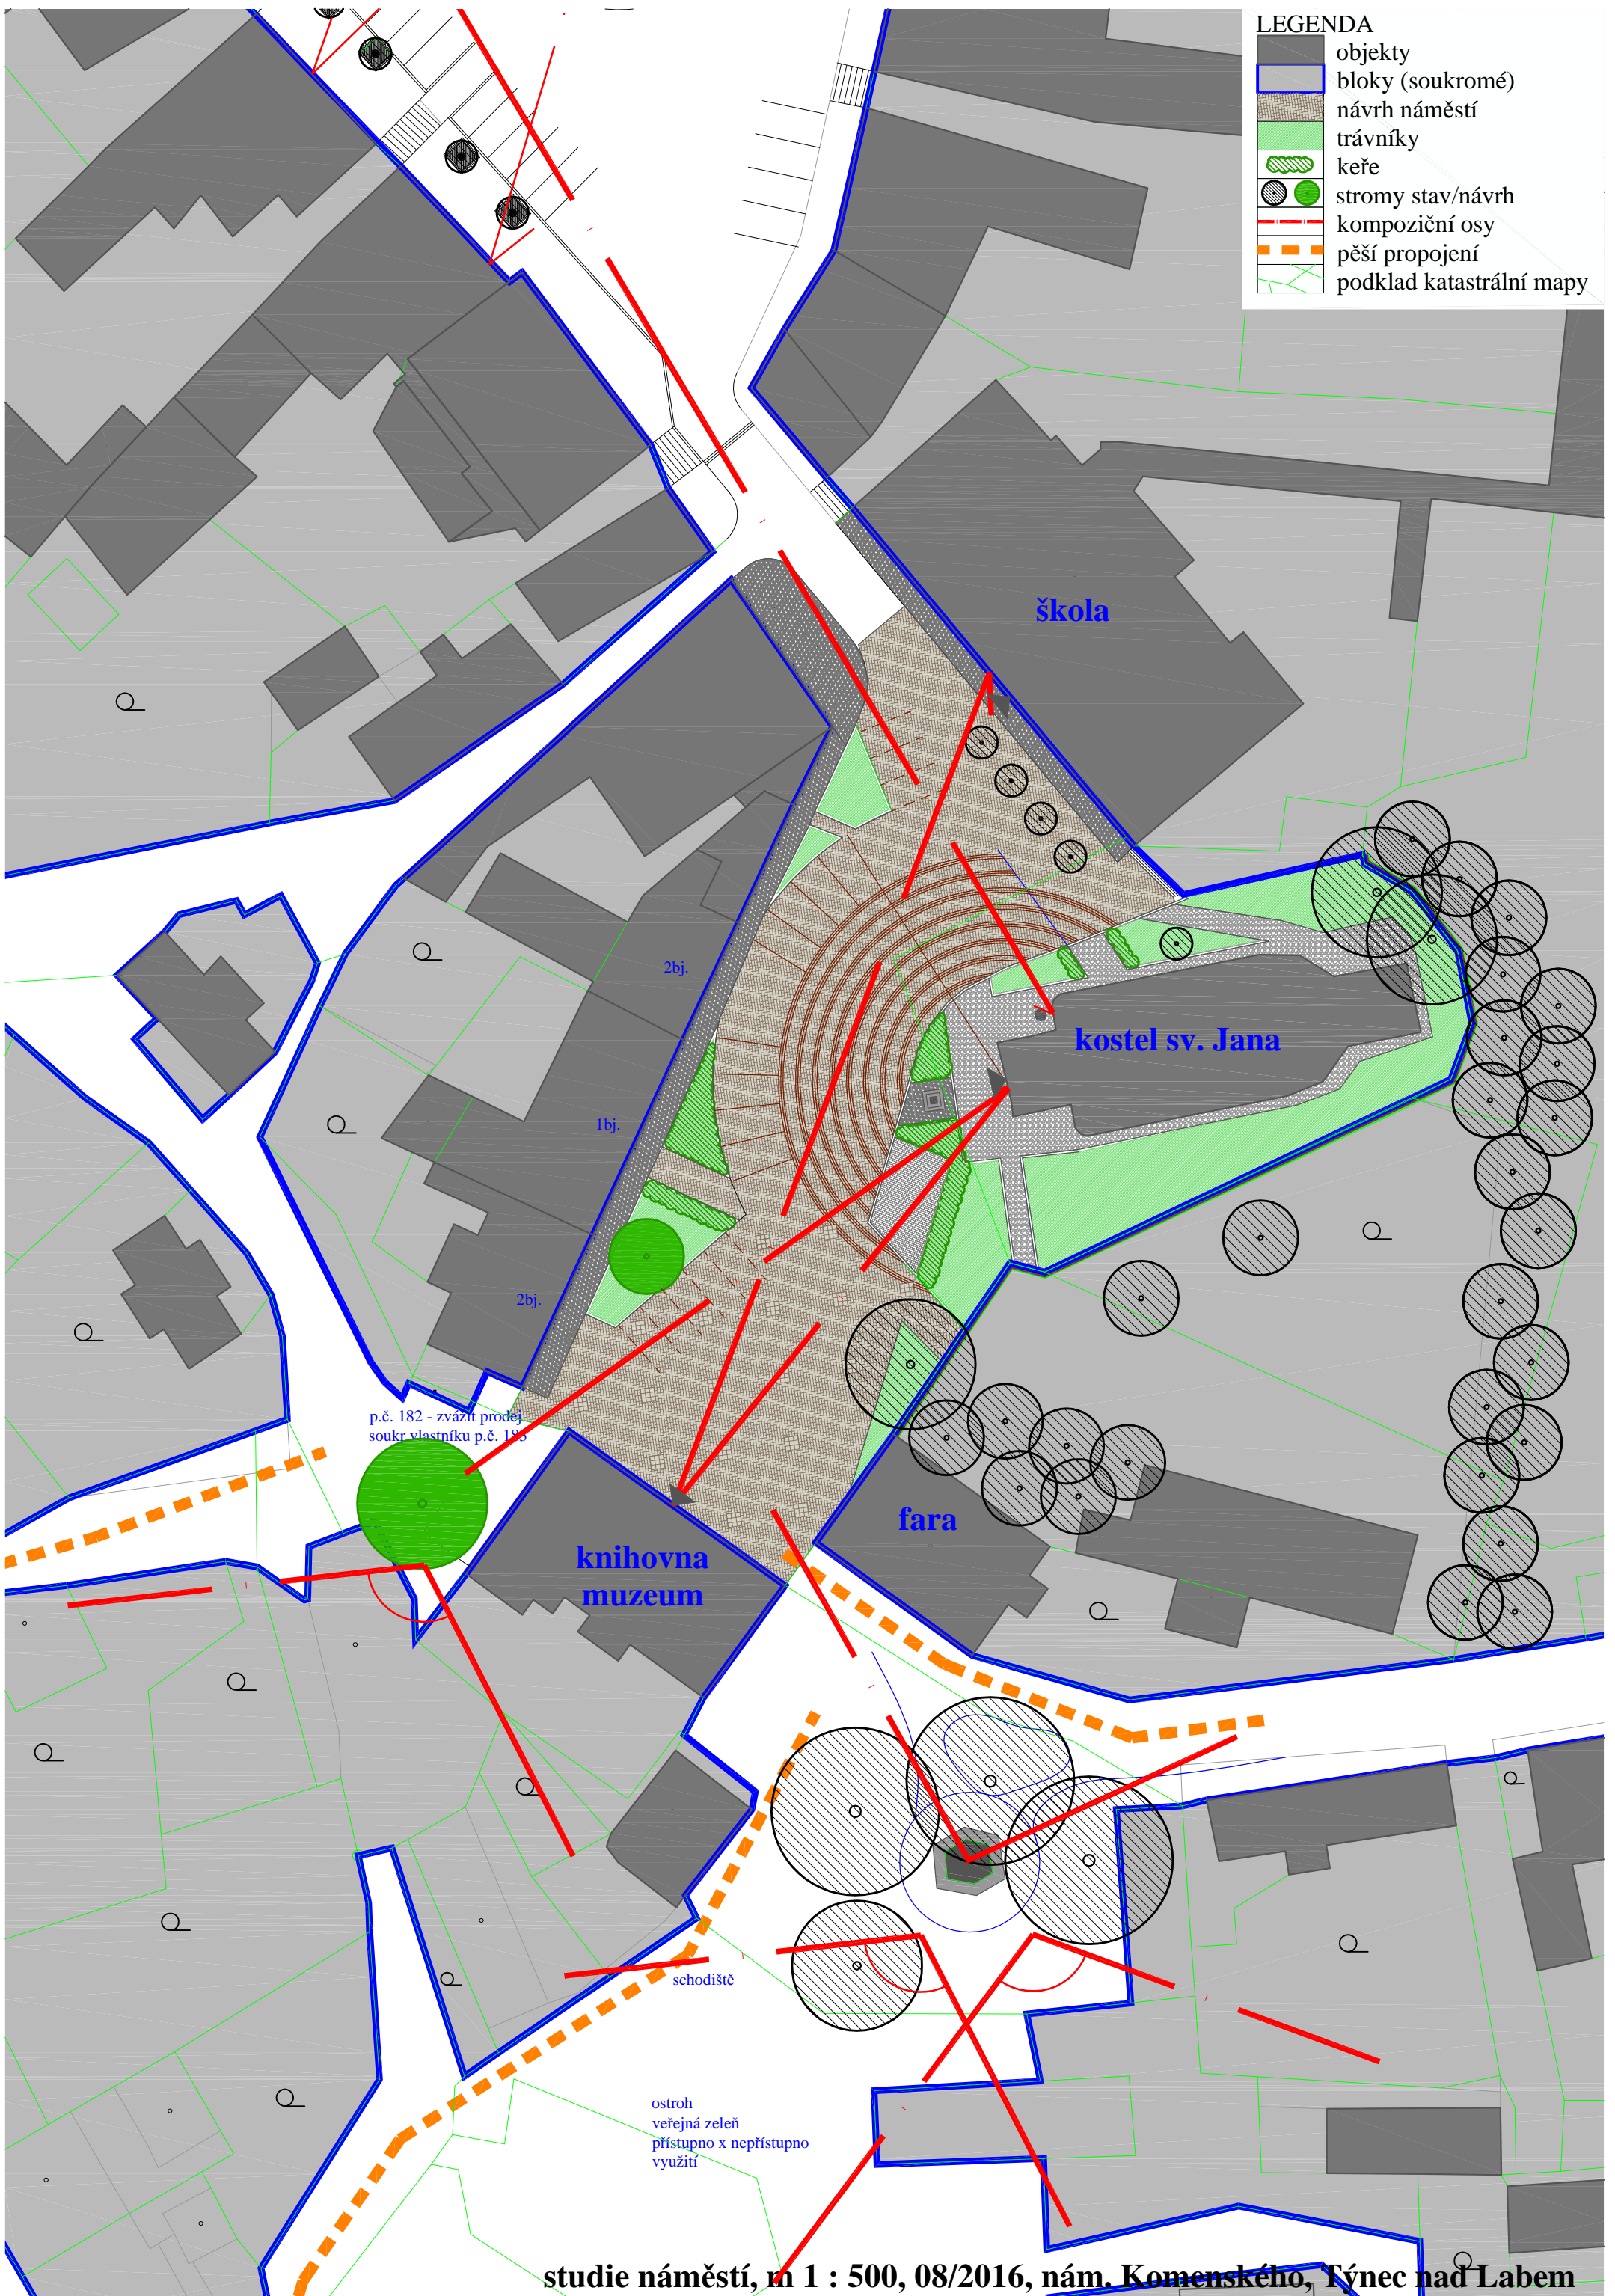 LEGENDA
objekty
bloky (soukromé)
návrh náměstí
trávníky
keře
stromy stav/návrh
kompoziční osy
pěší propojení
podklad katastrální mapy
škola
2bj.
kostel sv. Jana
1bj.
2bj.
p.č. 182 - zvážit prodej
soukr vlastníku p.č. 183
fara
knihovna
muzeum
schodiště
ostroh
veřejná zeleň
přístupno x nepřístupno
využití
studie náměstí, m 1 : 500, 08/2016, nám. Komenského, Týnec nad Labem